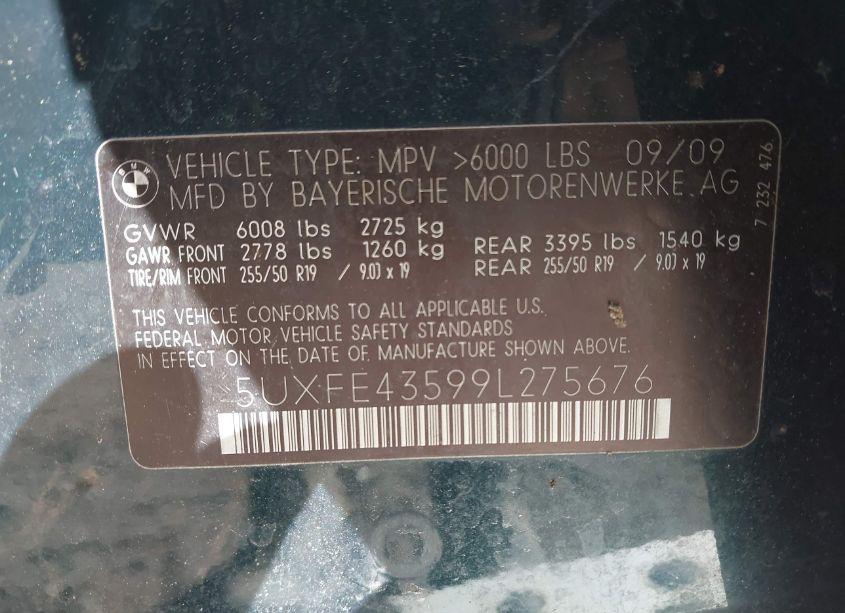 BMW
VEHICLE TYPE: MPV >6000 LBS 09/09
MFD BY BAYERISCHE MOTORENWERKE AG
GVWR 6008 lbs 2725 kg
GAWR FRONT 2778 lbs 1260 kg REAR 3395 lbs 1540 kg
TIRE/RIM FRONT 255/50 R19 / 9.0J x 19 REAR 255/50 R19 / 9.0J x 19
THIS VEHICLE CONFORMS TO ALL APPLICABLE U.S.
FEDERAL MOTOR VEHICLE SAFETY STANDARDS
IN EFFECT ON THE DATE OF MANUFACTURE SHOWN ABOVE.
5UXFE43599L275676
7 232 476